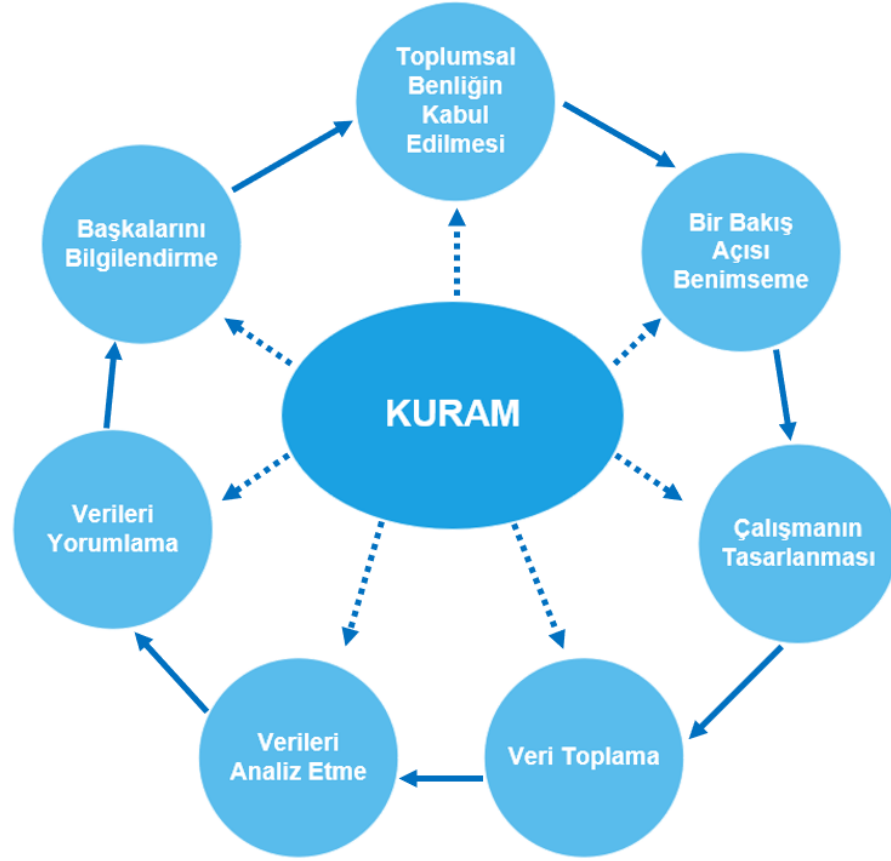 Toplumsal
Benliğin
Kabul
Edilmesi
Bir Bakış
Açısı
Benimseme
Çalışmanın
Tasarlanması
Veri Toplama
Verileri
Analiz Etme
Verileri
Yorumlama
Başkalarını
Bilgilendirme
KURAM